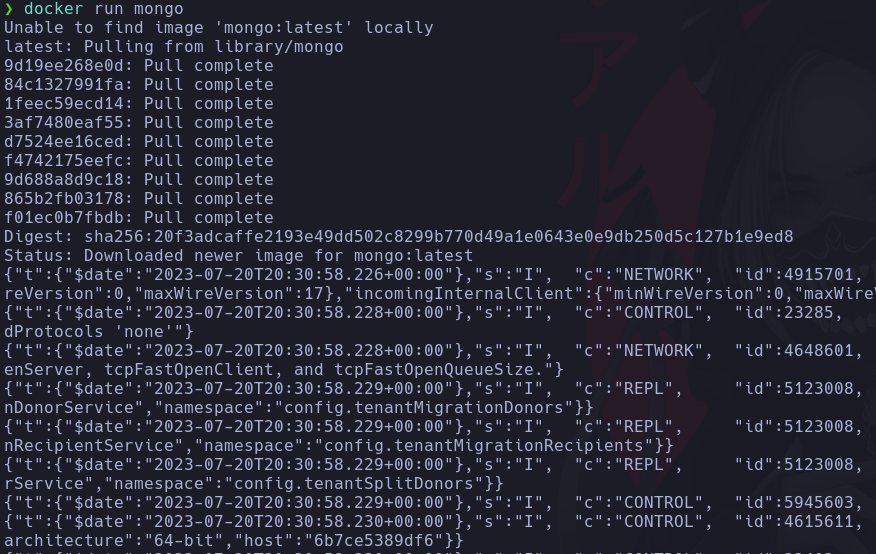 ❯ docker run mongo
Unable to find image 'mongo:latest' locally
latest: Pulling from library/mongo
9d19ee268e0d: Pull complete
84c1327991fa: Pull complete
1feec59ecd14: Pull complete
3af7480eaf55: Pull complete
d7524ee16ced: Pull complete
f4742175eefc: Pull complete
9d688a8d9c18: Pull complete
865b2fb03178: Pull complete
f01ec0b7fbdb: Pull complete
Digest: sha256:20f3adcaffe2193e49dd502c8299b770d49a1e0643e0e9db250d5c127b1e9ed8
Status: Downloaded newer image for mongo:latest
{"t":{"$date":"2023-07-20T20:30:58.226+00:00"},"s":"I",  "c":"NETWORK",  "id":4915701,
reVersion":0,"maxWireVersion":17},"incomingInternalClient":{"minWireVersion":0,"maxWireV
{"t":{"$date":"2023-07-20T20:30:58.228+00:00"},"s":"I",  "c":"CONTROL",  "id":23285,
dProtocols 'none'"}
{"t":{"$date":"2023-07-20T20:30:58.228+00:00"},"s":"I",  "c":"NETWORK",  "id":4648601,
enServer, tcpFastOpenClient, and tcpFastOpenQueueSize."}
{"t":{"$date":"2023-07-20T20:30:58.229+00:00"},"s":"I",  "c":"REPL",     "id":5123008,
nDonorService","namespace":"config.tenantMigrationDonors"}}
{"t":{"$date":"2023-07-20T20:30:58.229+00:00"},"s":"I",  "c":"REPL",     "id":5123008,
nRecipientService","namespace":"config.tenantMigrationRecipients"}}
{"t":{"$date":"2023-07-20T20:30:58.229+00:00"},"s":"I",  "c":"REPL",     "id":5123008,
rService","namespace":"config.tenantSplitDonors"}}
{"t":{"$date":"2023-07-20T20:30:58.229+00:00"},"s":"I",  "c":"CONTROL",  "id":5945603,
{"t":{"$date":"2023-07-20T20:30:58.230+00:00"},"s":"I",  "c":"CONTROL",  "id":4615611,
architecture":"64-bit","host":"6b7ce5389df6"}}